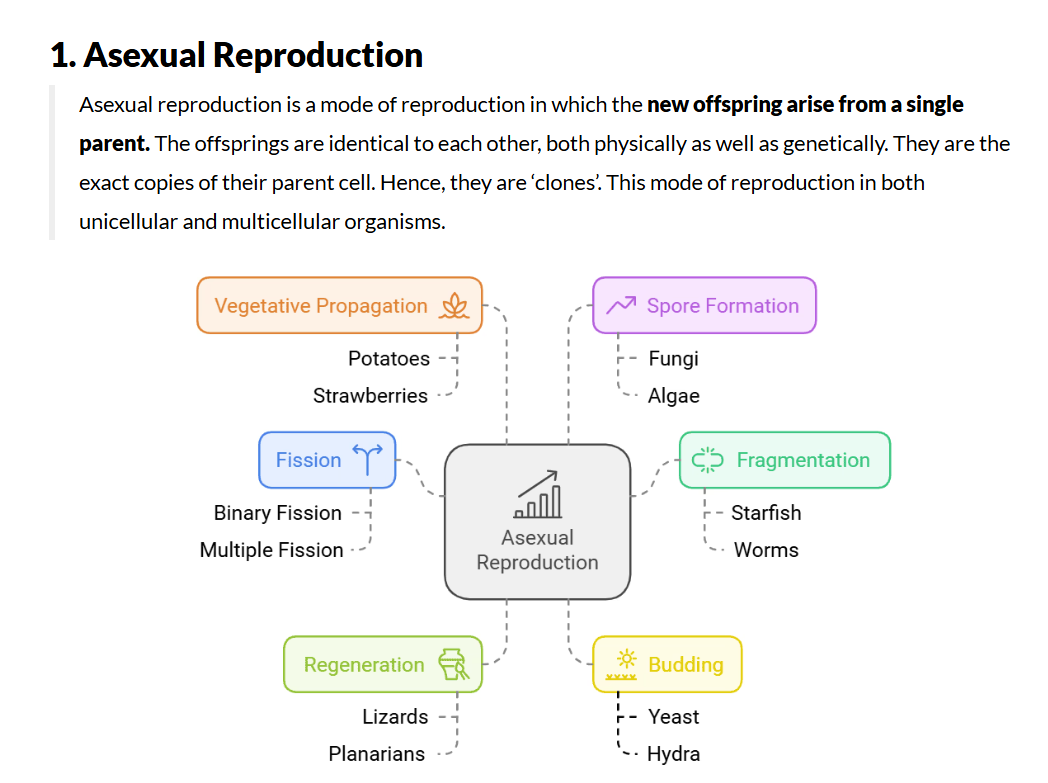 1. Asexual Reproduction
Asexual reproduction is a mode of reproduction in which the new offspring arise from a single
parent. The offsprings are identical to each other, both physically as well as genetically. They are the
exact copies of their parent cell. Hence, they are ‘clones’. This mode of reproduction in both
unicellular and multicellular organisms.
Vegetative Propagation
Potatoes
Strawberries
Spore Formation
Fungi
Algae
Fission
Binary Fission
Multiple Fission
Asexual
Reproduction
Fragmentation
Starfish
Worms
Regeneration
Lizards
Planarians
Budding
Yeast
Hydra